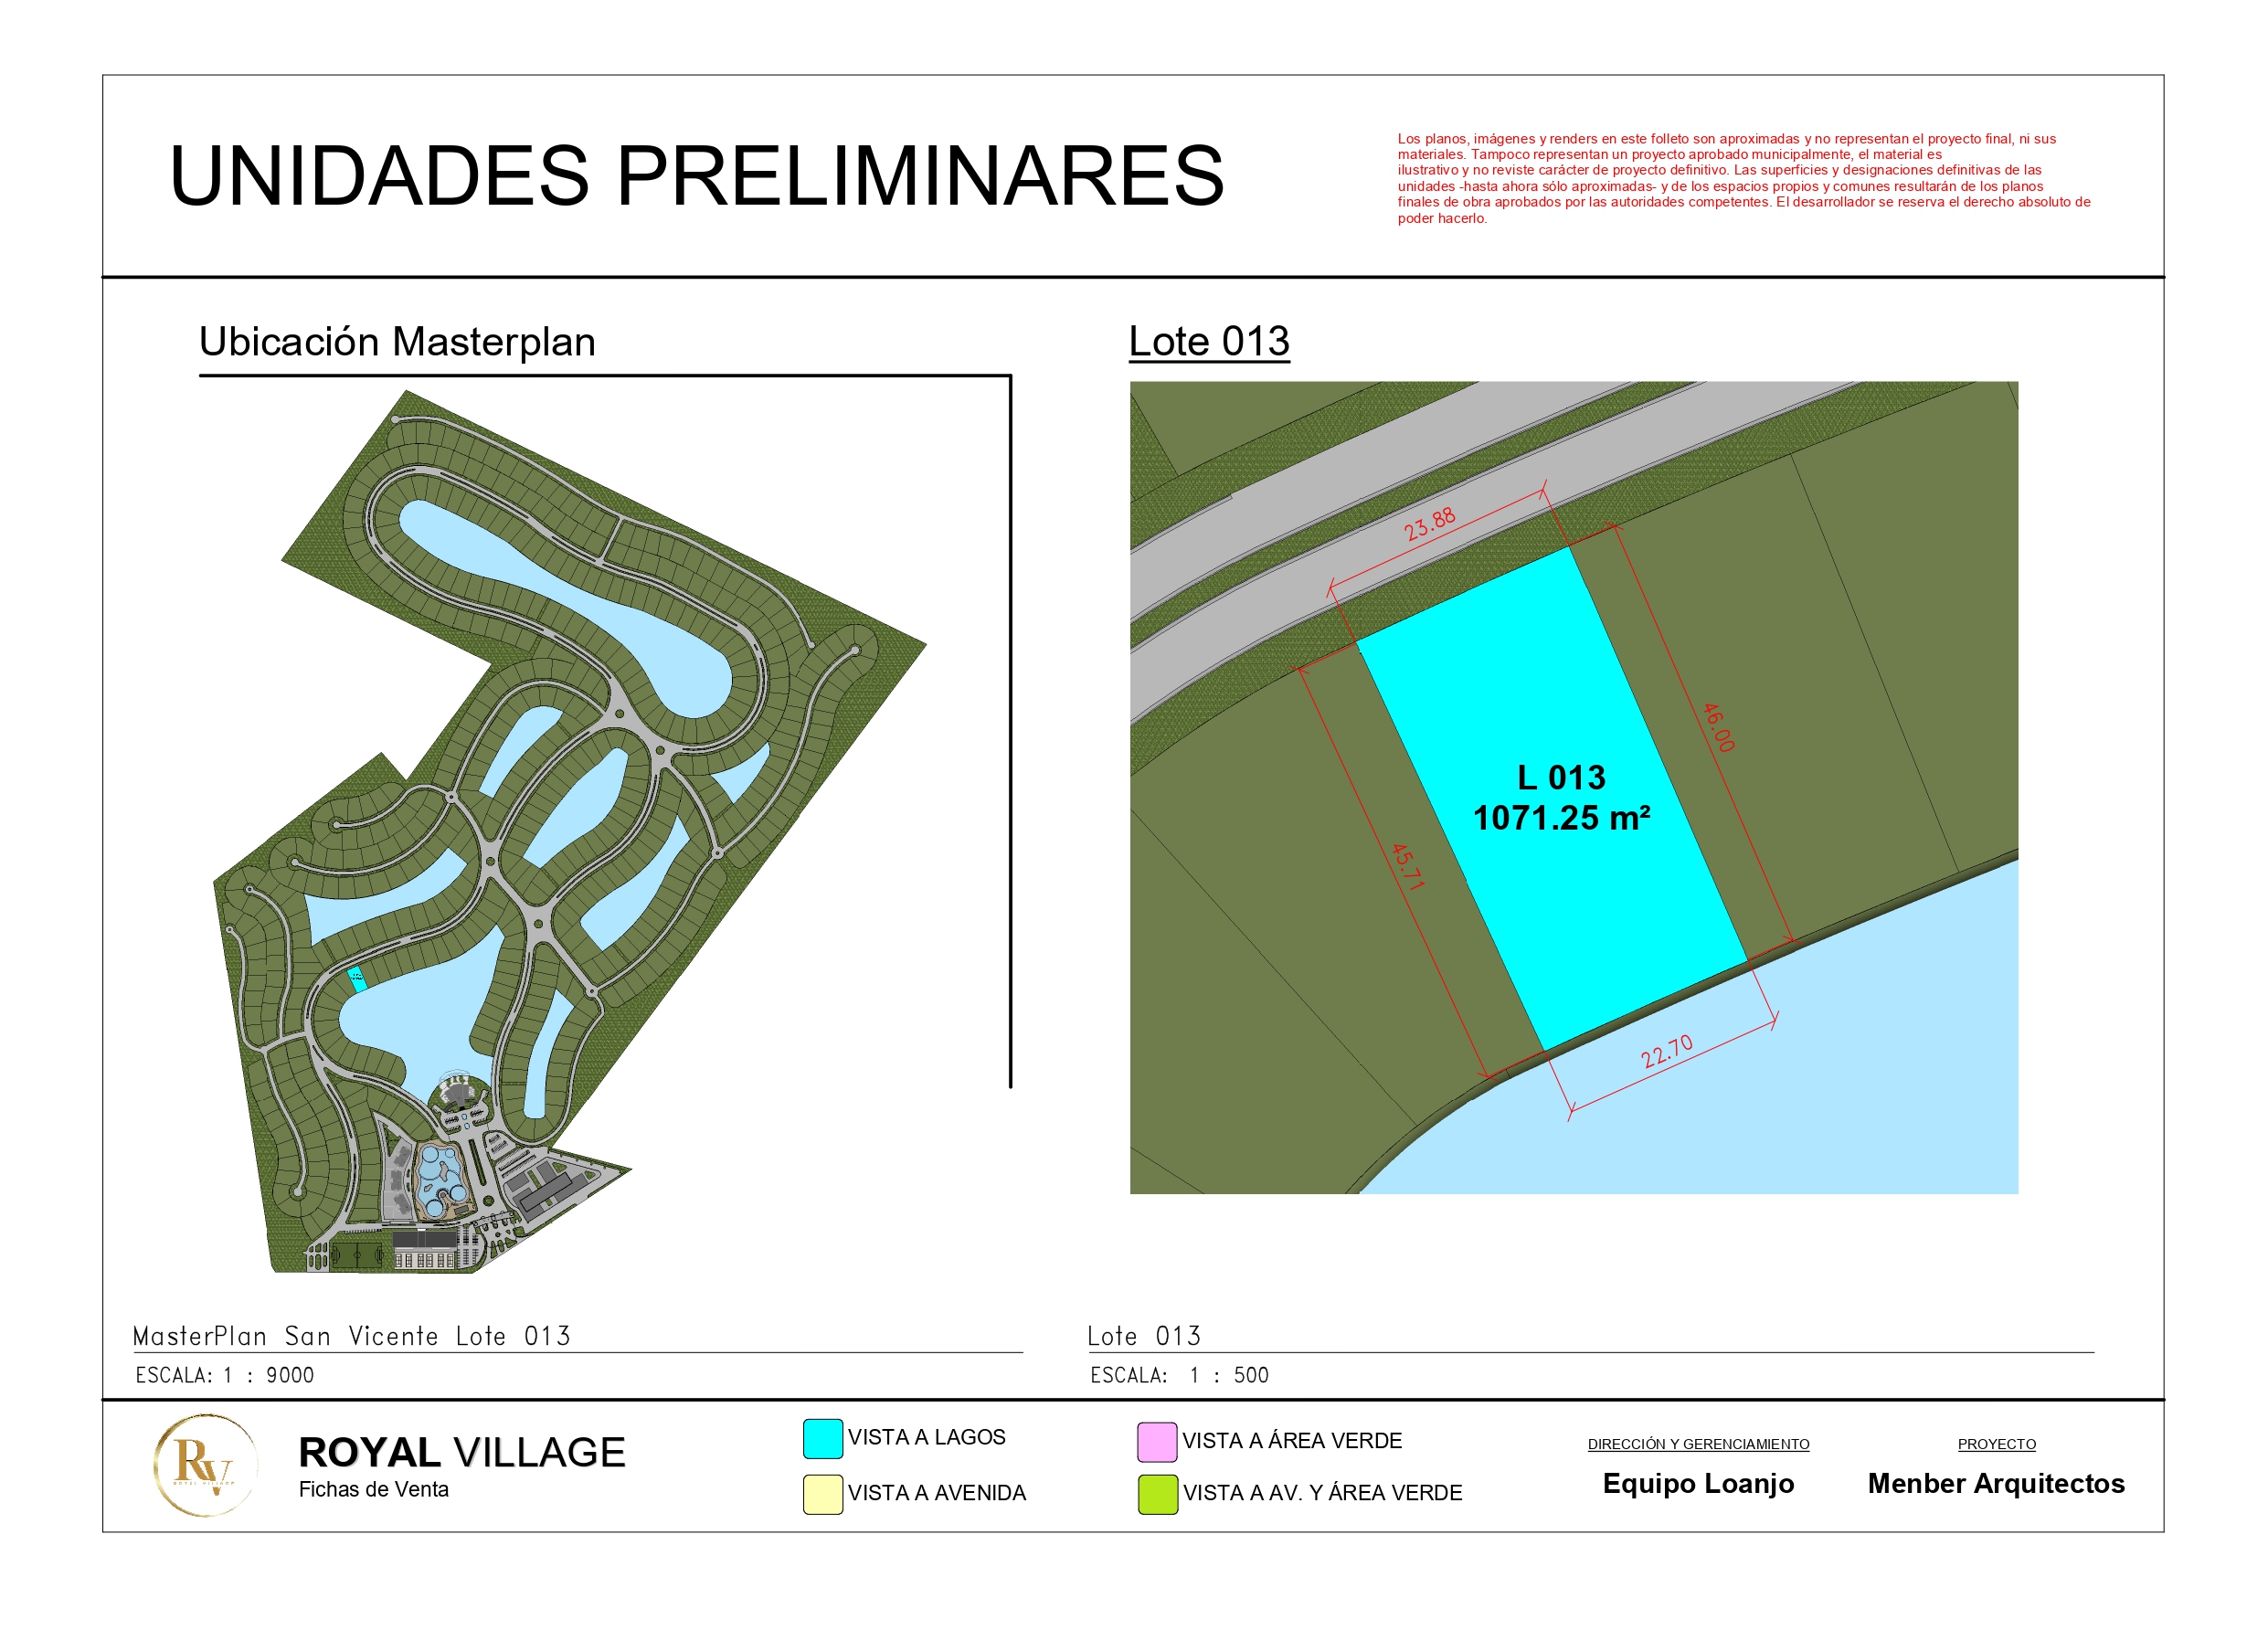 UNIDADES PRELIMINARES
Los planos, imágenes y renders en este folleto son aproximadas y no representan el proyecto final, ni sus
materiales. Tampoco representan un proyecto aprobado municipalmente, el material es
ilustrativo y no reviste carácter de proyecto definitivo. Las superficies y designaciones definitivas de las
unidades -hasta ahora sólo aproximadas- y de los espacios propios y comunes resultarán de los planos
finales de obra aprobados por las autoridades competentes. El desarrollador se reserva el derecho absoluto de
poder hacerlo.
Ubicación Masterplan
Lote 013
23.88
46.00
L 013
1071.25 m²
45.71
22.70
MasterPlan San Vicente Lote 013
ESCALA: 1 : 9000
Lote 013
ESCALA: 1 : 500
RV
ROYAL VILLAGE
ROYAL VILLAGE
Fichas de Venta
VISTA A LAGOS
VISTA A AVENIDA
VISTA A ÁREA VERDE
VISTA A AV. Y ÁREA VERDE
DIRECCIÓN Y GERENCIAMIENTO
Equipo Loanjo
PROYECTO
Menber Arquitectos